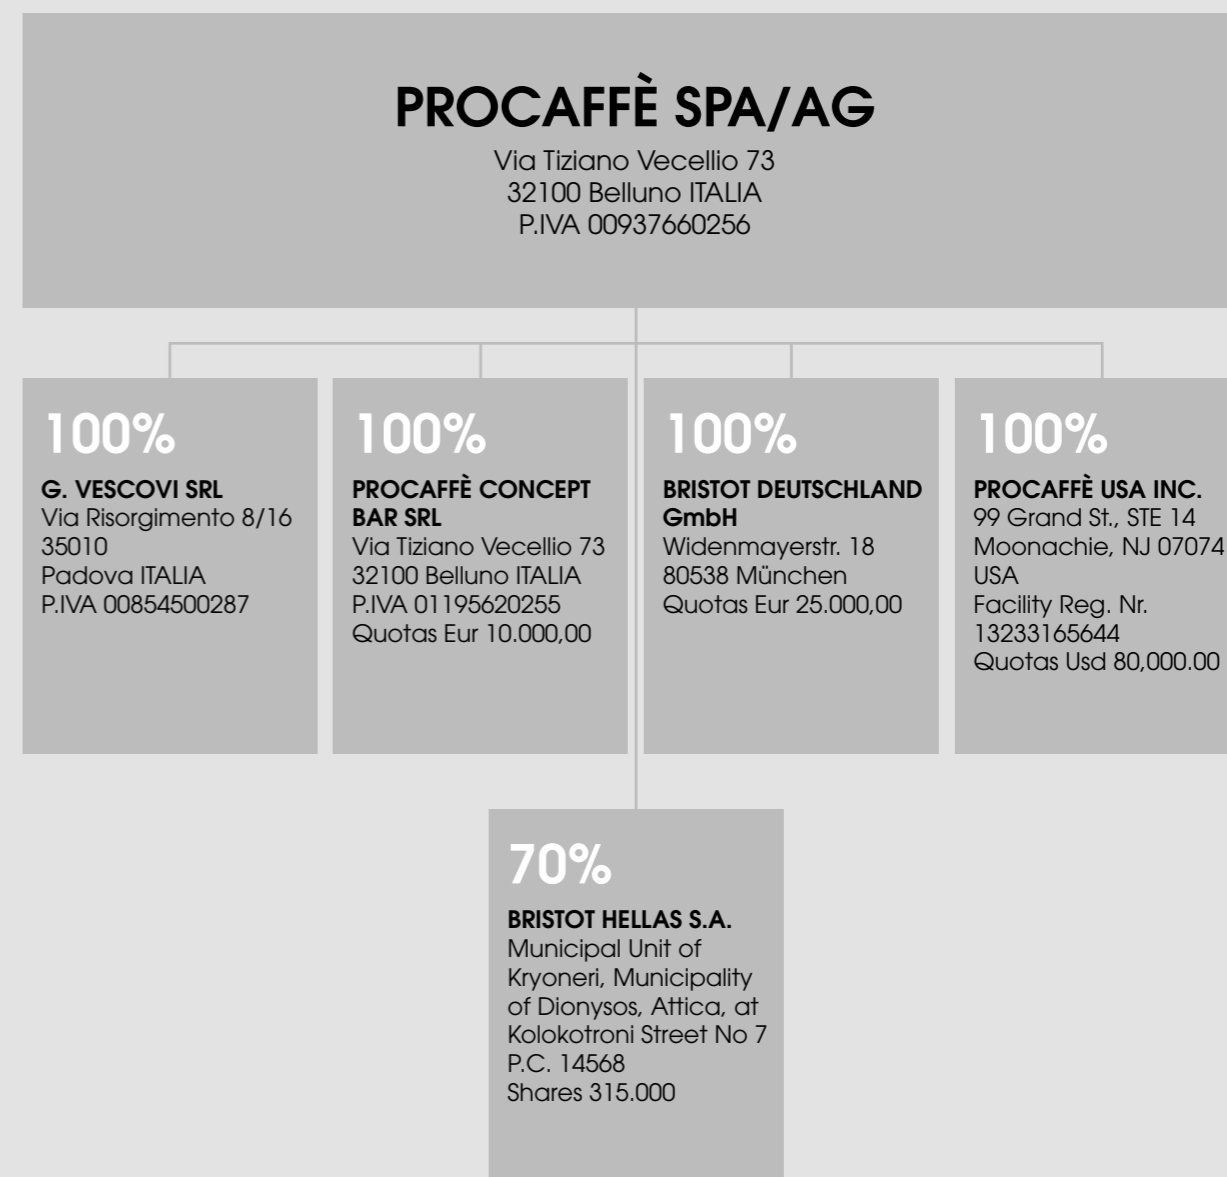 PROCAFFÈ SPA/AG
Via Tiziano Vecellio 73
32100 Belluno ITALIA
P.IVA 00937660256
100%
G. VESCOVI SRL
Via Risorgimento 8/16
35010
Padova ITALIA
P.IVA 00854500287
100%
PROCAFFÈ CONCEPT
BAR SRL
Via Tiziano Vecellio 73
32100 Belluno ITALIA
P.IVA 01195620255
Quotas Eur 10.000,00
100%
BRISTOT DEUTSCHLAND
GmbH
Widenmayerstr. 18
80538 München
Quotas Eur 25.000,00
100%
PROCAFFÈ USA INC.
99 Grand St., STE 14
Moonachie, NJ 07074
USA
Facility Reg. Nr.
13233165644
Quotas Usd 80,000.00
70%
BRISTOT HELLAS S.A.
Municipal Unit of
Kryoneri, Municipality
of Dionysos, Attica, at
Kolokotroni Street No 7
P.C. 14568
Shares 315.000